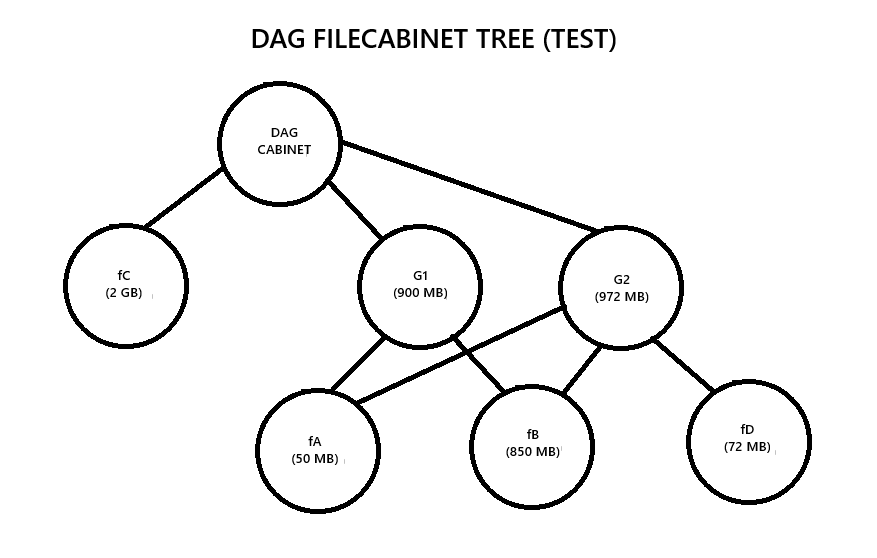 DAG FILECABINET TREE (TEST)
DAG
CABINET
fC
(2 GB)
G1
(900 MB)
G2
(972 MB)
fA
(50 MB)
fB
(850 MB)
fD
(72 MB)